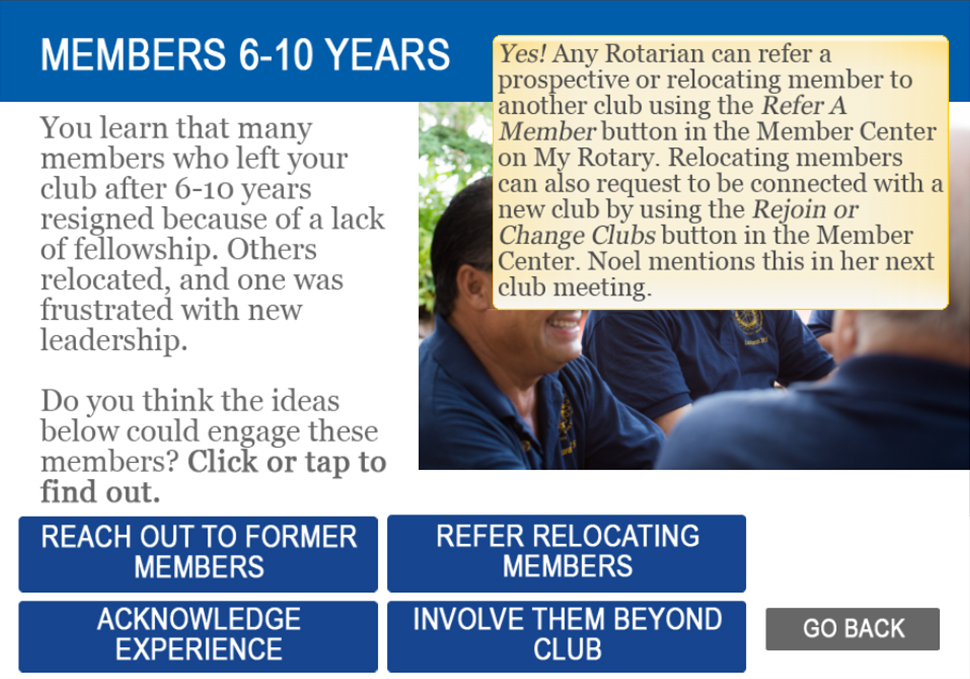 MEMBERS 6-10 YEARS
Yes! Any Rotarian can refer a
prospective or relocating member to
another club using the Refer A
Member button in the Member Center
on My Rotary. Relocating members
can also request to be connected with a
new club by using the Rejoin or
Change Clubs button in the Member
Center. Noel mentions this in her next
club meeting.
You learn that many
members who left your
club after 6-10 years
resigned because of a lack
of fellowship. Others
relocated, and one was
frustrated with new
leadership.
Do you think the ideas
below could engage these
members? Click or tap to
find out.
REACH OUT TO FORMER
MEMBERS
REFER RELOCATING
MEMBERS
ACKNOWLEDGE
EXPERIENCE
INVOLVE THEM BEYOND
CLUB
GO BACK